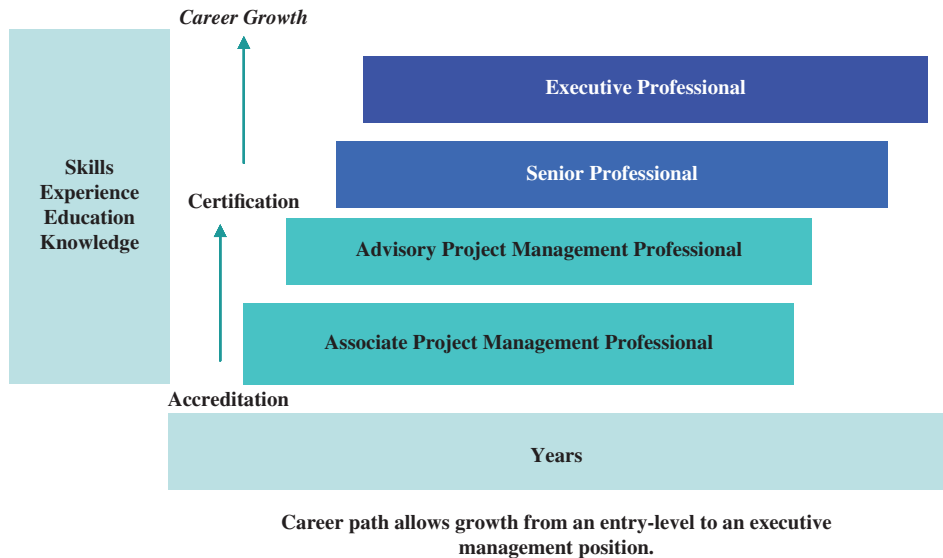 Career Growth
Executive Professional
Skills
Experience
Education
Knowledge
Senior Professional
Certification
Advisory Project Management Professional
Associate Project Management Professional
Accreditation
Years
Career path allows growth from an entry-level to an executive
management position.